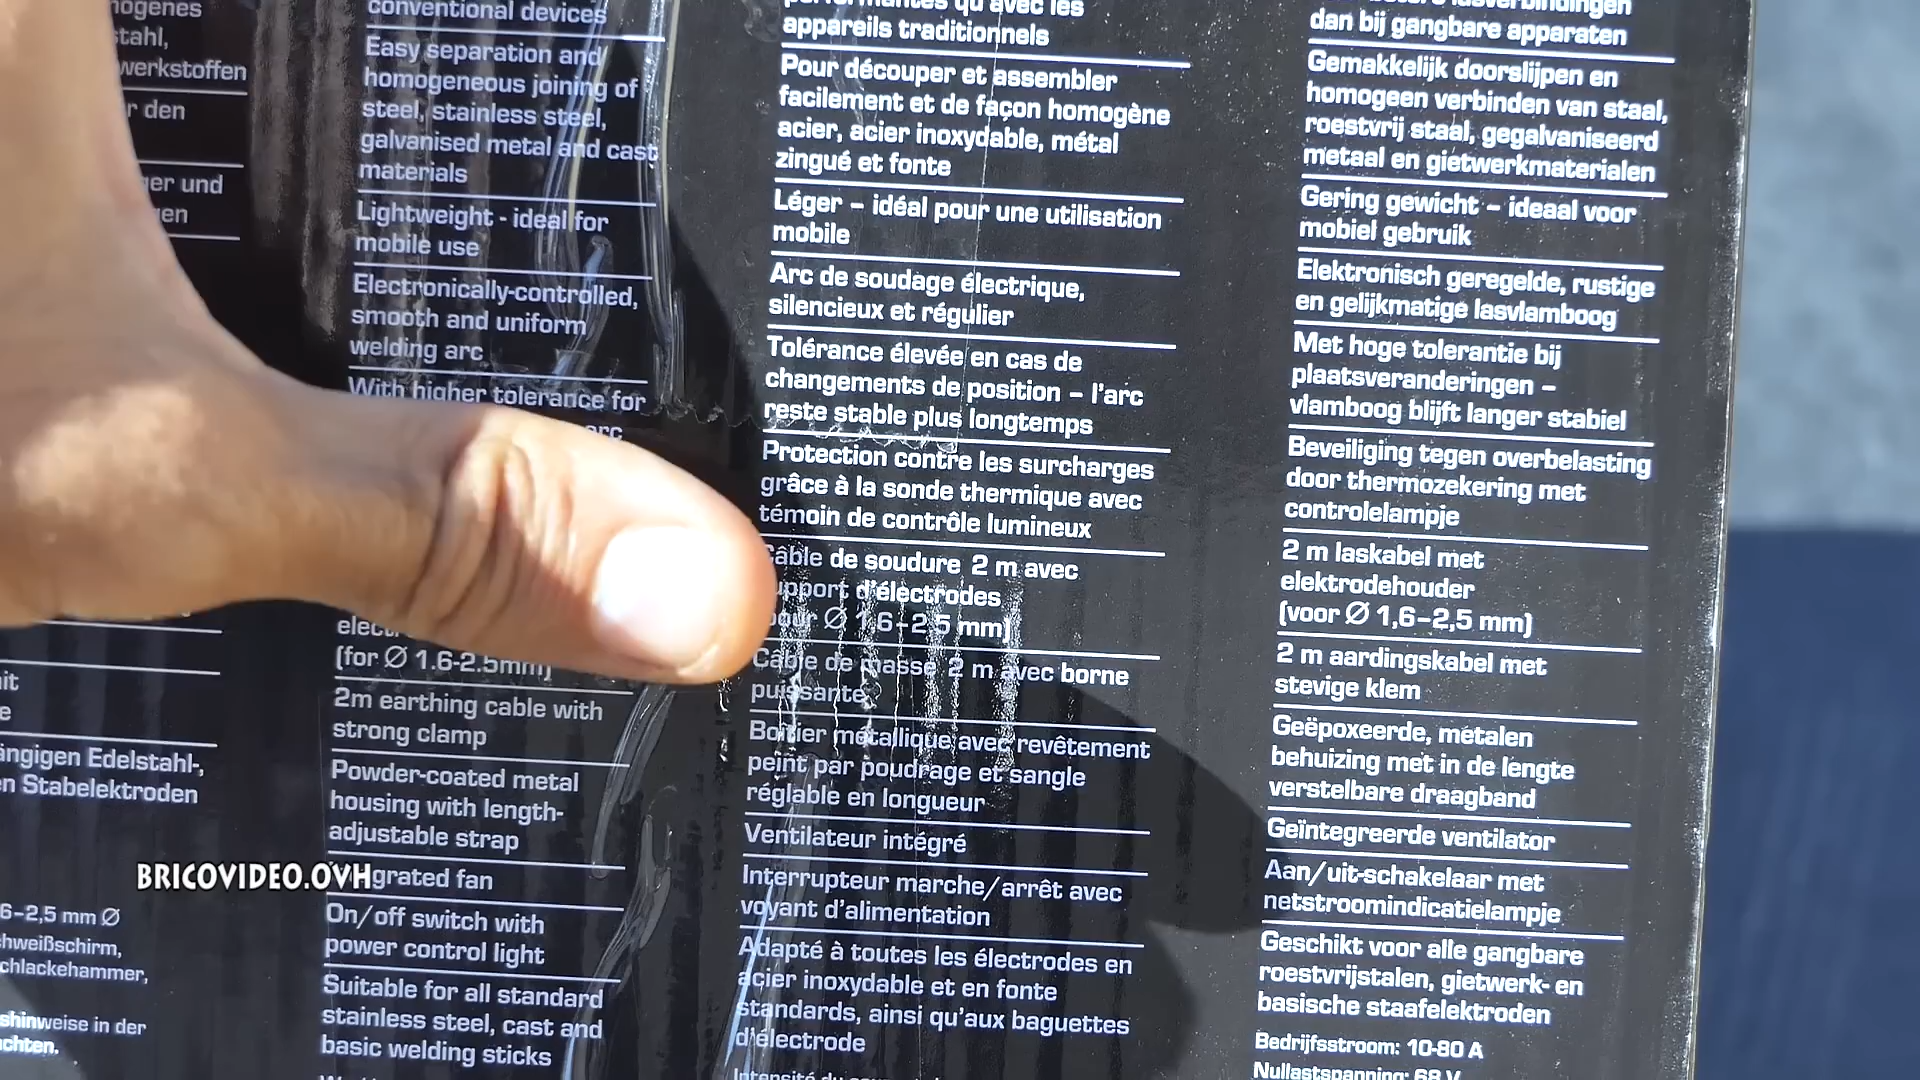 stahl,
werkstoffen
r den
er und
gen
ängigen Edelstahl-,
n Stabelektroden
6-2,5 mm Ø
hweißschirm,
chlackehammer,
shinweise in der
chten.
conventional devices
Easy separation and
homogeneous joining of
steel, stainless steel,
galvanised metal and cast
materials
Lightweight - ideal for
mobile use
Electronically-controlled,
smooth and uniform
welding arc
With higher tolerance for
arc
(for Ø 1.6-2.5mm)
2m earthing cable with
strong clamp
Powder-coated metal
housing with length-
adjustable strap
grated fan
On/off switch with
power control light
Suitable for all standard
stainless steel, cast and
basic welding sticks
performantes qu'avec les
appareils traditionnels
Pour découper et assembler
facilement et de façon homogène
acier, acier inoxydable, métal
zingué et fonte
Léger – idéal pour une utilisation
mobile
Arc de soudage électrique,
silencieux et régulier
Tolérance élevée en cas de
changements de position – l'arc
reste stable plus longtemps
Protection contre les surcharges
grâce à la sonde thermique avec
témoin de contrôle lumineux
âble de soudure 2 m avec
upport d'électrodes
our Ø 1,6–2,5 mm)
Câble de masse 2 m avec borne
puissante
Boîtier métallique avec revêtement
peint par poudrage et sangle
réglable en longueur
Ventilateur intégré
Interrupteur marche/arrêt avec
voyant d'alimentation
Adapté à toutes les électrodes en
acier inoxydable et en fonte
standards, ainsi qu'aux baguettes
d'électrode
dan bij gangbare apparaten
Gemakkelijk doorslijpen en
homogeen verbinden van staal,
roestvrij staal, gegalvaniseerd
metaal en gietwerkmaterialen
Gering gewicht – ideaal voor
mobiel gebruik
Elektronisch geregelde, rustige
en gelijkmatige lasvlamboog
Met hoge tolerantie bij
plaatsveranderingen –
vlamboog blijft langer stabiel
Beveiliging tegen overbelasting
door thermozekering met
controlelampje
2 m laskabel met
elektrodehouder
(voor Ø 1,6–2,5 mm)
2 m aardingskabel met
stevige klem
Geëpoxeerde, metalen
behuizing met in de lengte
verstelbare draagband
Geïntegreerde ventilator
Aan/uit-schakelaar met
netstroomindicatielampje
Geschikt voor alle gangbare
roestvrijstalen, gietwerk- en
basische staafelektroden
Bedrijfsstroom: 10-80 A
Nullastspanning: 68 V
BRICOVIDEO.OVH